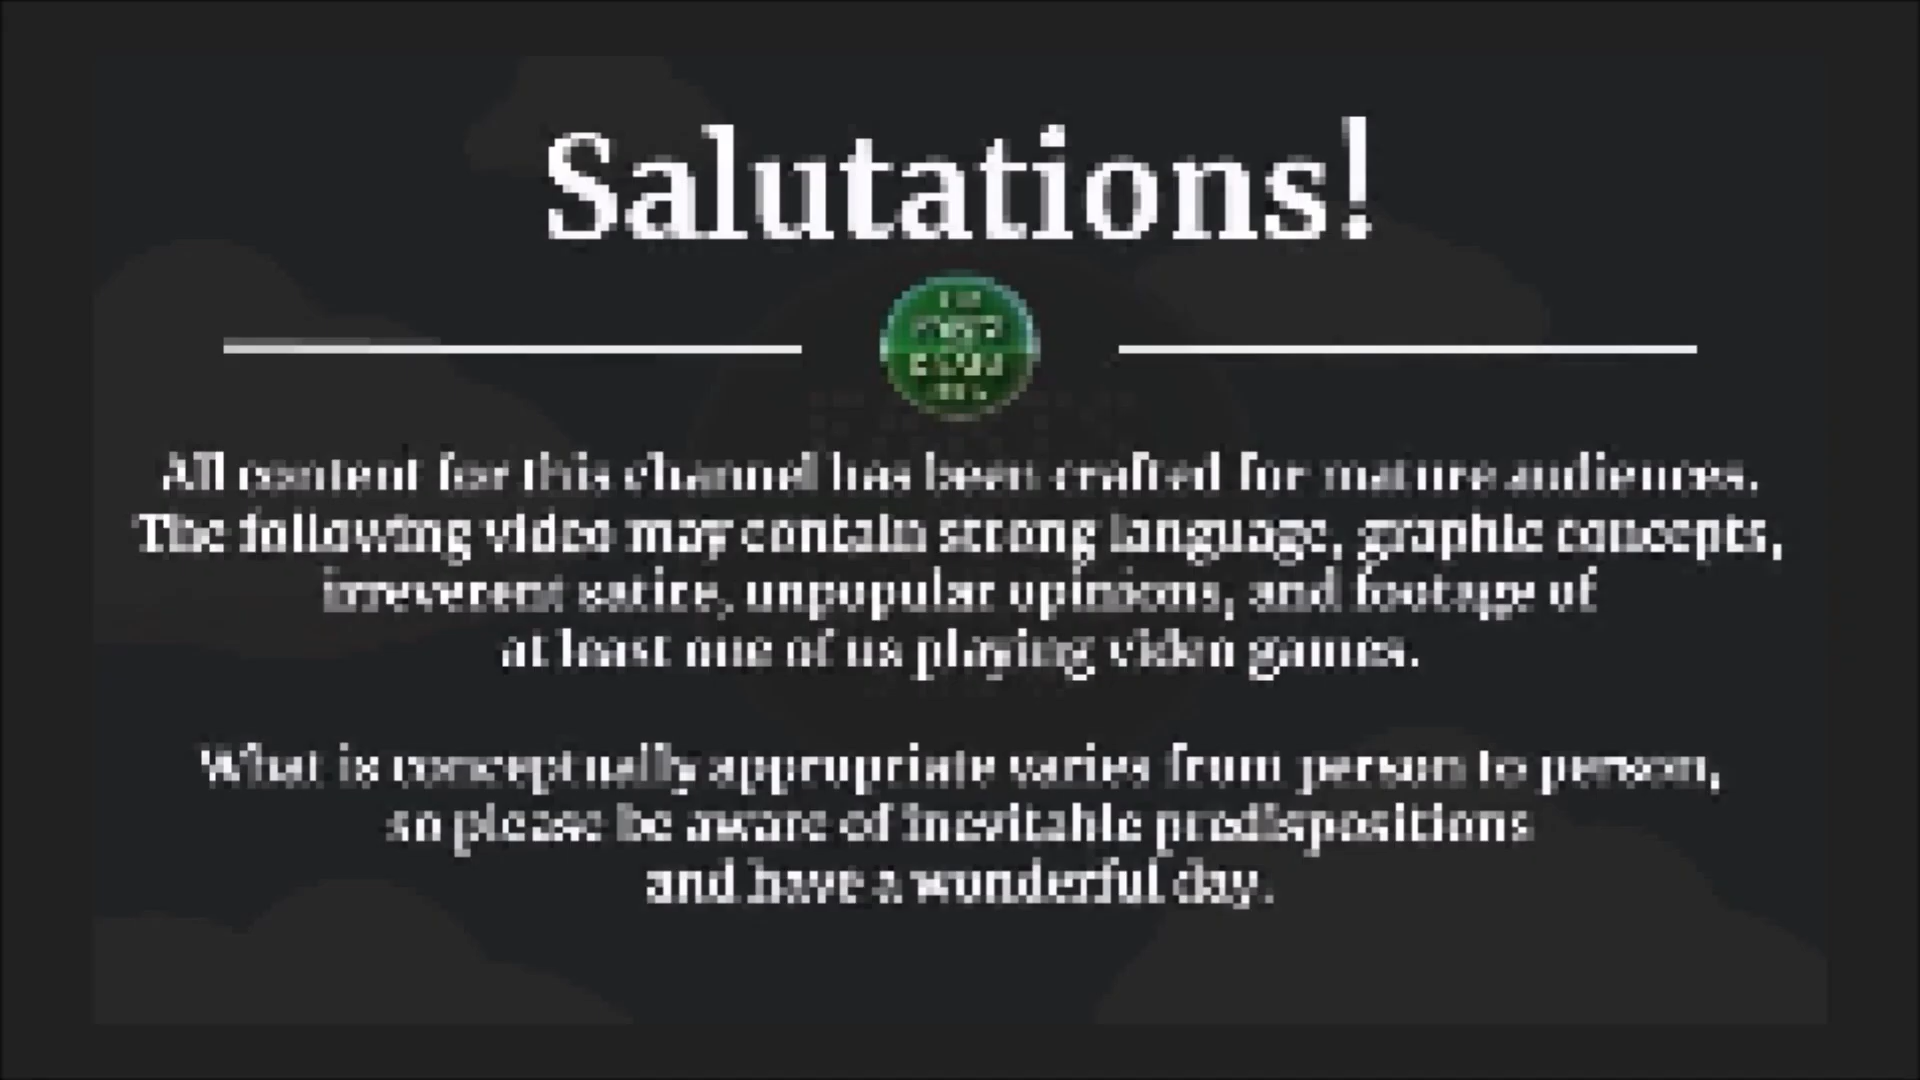 Salutations!
All content for this channel has been crafted for mature audiences.
The following video may contain strong language, graphic concepts,
irreverent satire, unpopular opinions, and footage of
at least one of us playing video games.
What is conceptually appropriate varies from person to person,
so please be aware of inevitable predispositions
and have a wonderful day.